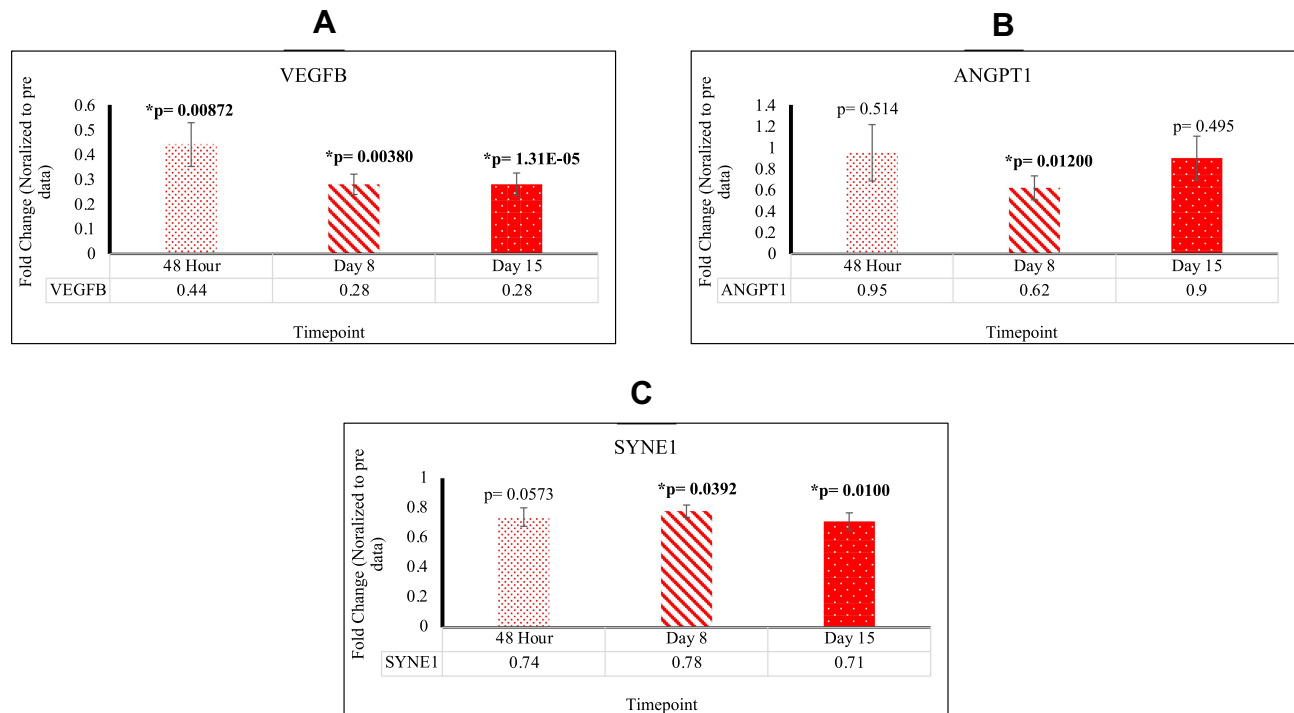 A
VEGFB
Fold Change (Noralized to pre
data)
0.6
0.5
0.4
0.3
0.2
0.1
0
*p= 0.00872
*p= 0.00380
*p= 1.31E-05
48 Hour Day 8 Day 15
VEGFB 0.44 0.28 0.28
Timepoint
B
ANGPT1
Fold Change (Noralized to pre
data)
1.4
1.2
1
0.8
0.6
0.4
0.2
0
p= 0.514
*p= 0.01200
p= 0.495
48 Hour Day 8 Day 15
ANGPT1 0.95 0.62 0.9
Timepoint
C
SYNE1
Fold Change (Noralized to pre
data)
1
0.8
0.6
0.4
0.2
0
p= 0.0573
*p= 0.0392
*p= 0.0100
48 Hour Day 8 Day 15
SYNE1 0.74 0.78 0.71
Timepoint